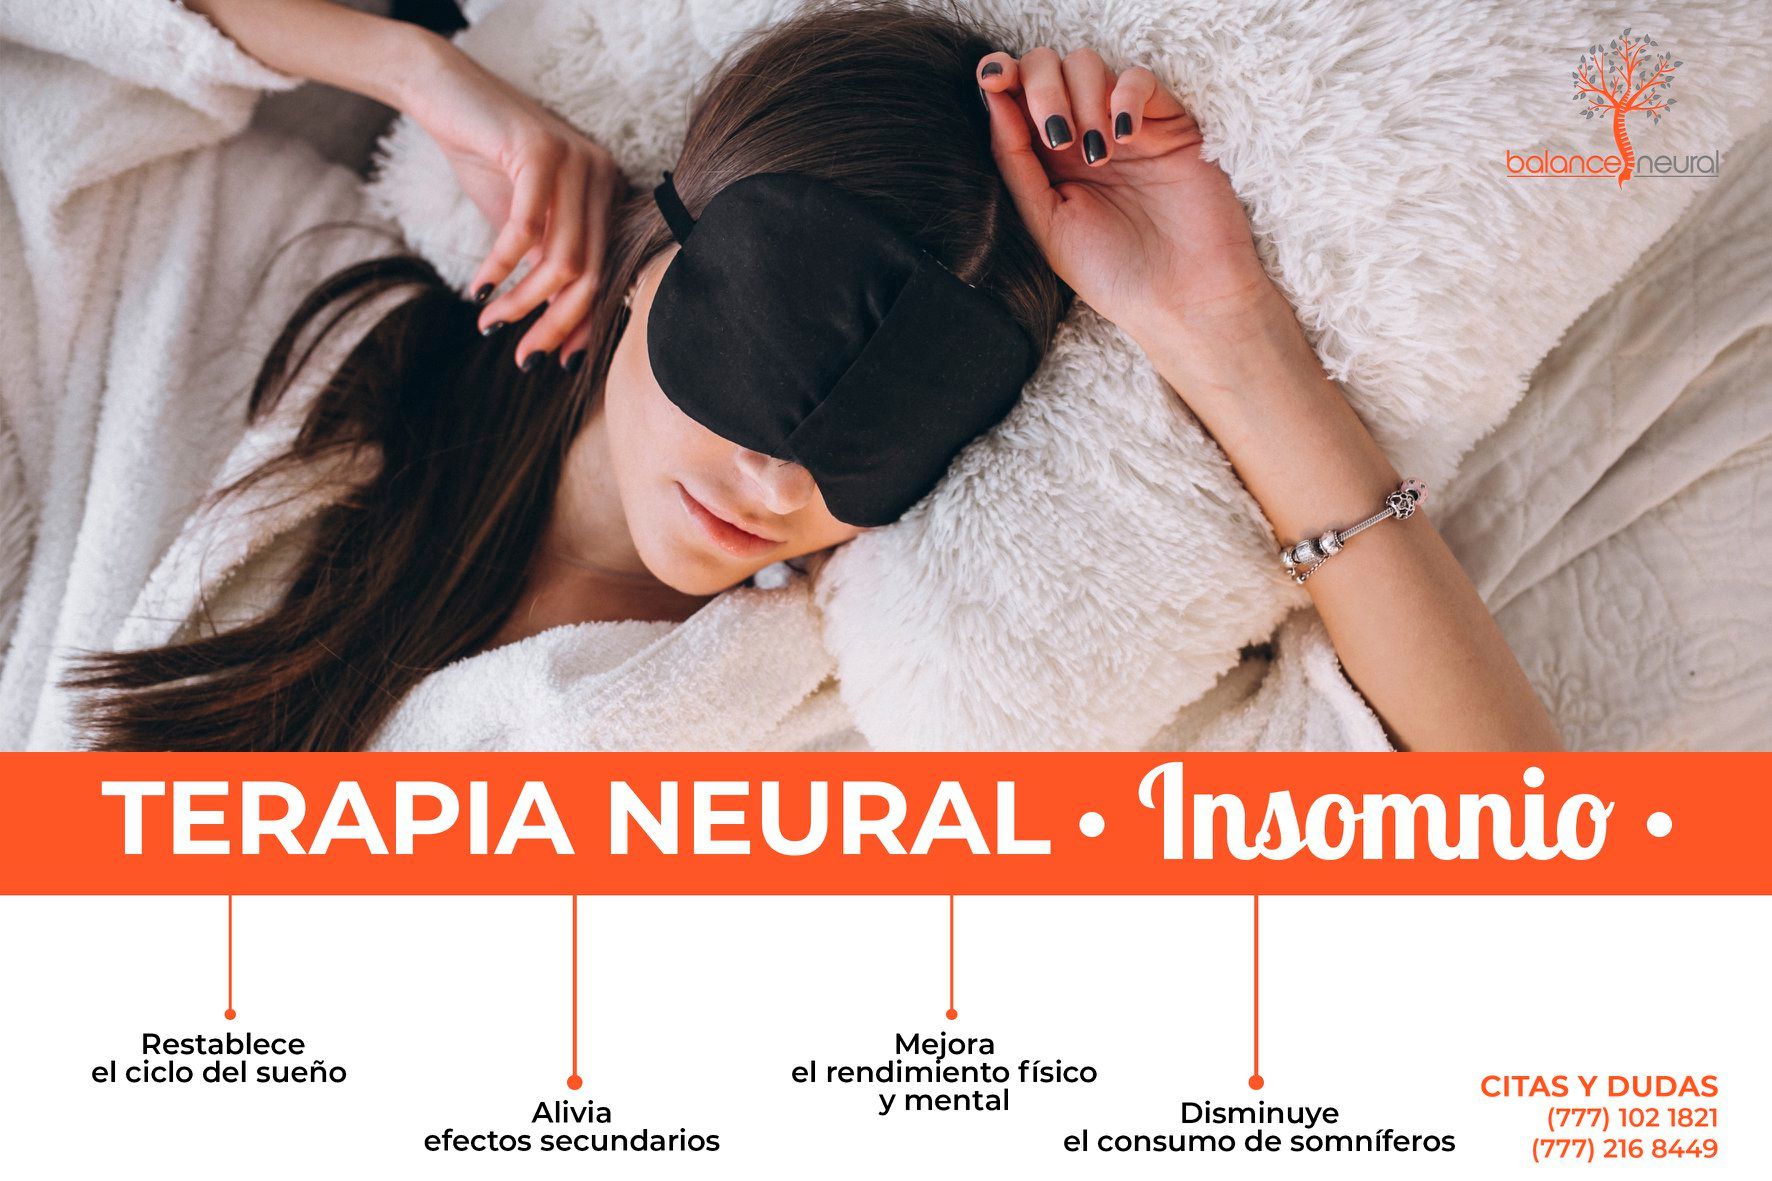 balance neural
TERAPIA NEURAL • Insomnio •
Restablece
el ciclo del sueño
Alivia
efectos secundarios
Mejora
el rendimiento físico
y mental
Disminuye
el consumo de somníferos
CITAS Y DUDAS
(777) 102 1821
(777) 216 8449